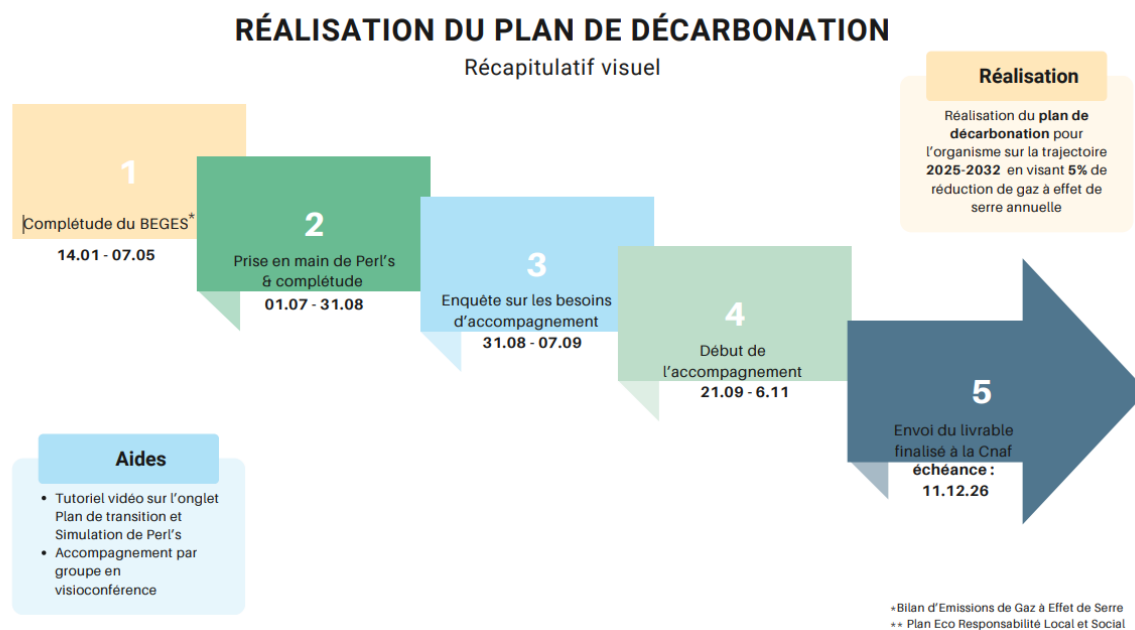 RÉALISATION DU PLAN DE DÉCARBONATION
Récapitulatif visuel
1
Complétude du BEGES*
14.01 - 07.05
2
Prise en main de Perl’s
& complétude
01.07 - 31.08
3
Enquête sur les besoins
d’accompagnement
31.08 - 07.09
4
Début de
l’accompagnement
21.09 - 6.11
5
Envoi du livrable
finalisé à la Cnaf
échéance :
11.12.26
Réalisation
Réalisation du plan de
décarbonation pour
l’organisme sur la trajectoire
2025-2032 en visant 5% de
réduction de gaz à effet de
serre annuelle
Aides
• Tutoriel vidéo sur l’onglet
Plan de transition et
Simulation de Perl’s
• Accompagnement par
groupe en
visioconférence
*Bilan d’Emissions de Gaz à Effet de Serre
** Plan Eco Responsabilité Local et Social